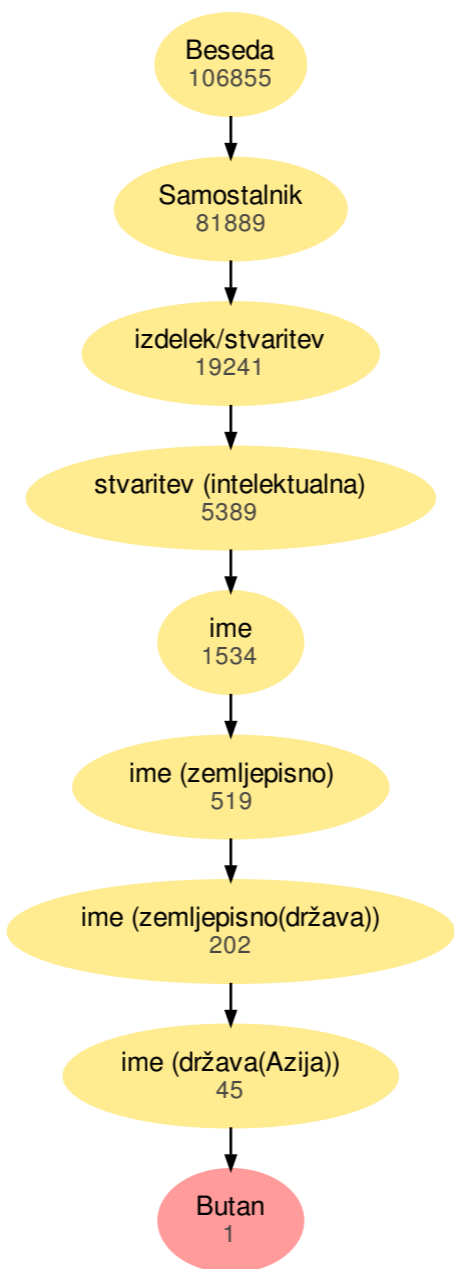 Beseda
106855
Samostalnik
81889
izdelek/stvaritev
19241
stvaritev (intelektualna)
5389
ime
1534
ime (zemljepisno)
519
ime (zemljepisno(država))
202
ime (država(Azija))
45
Butan
1